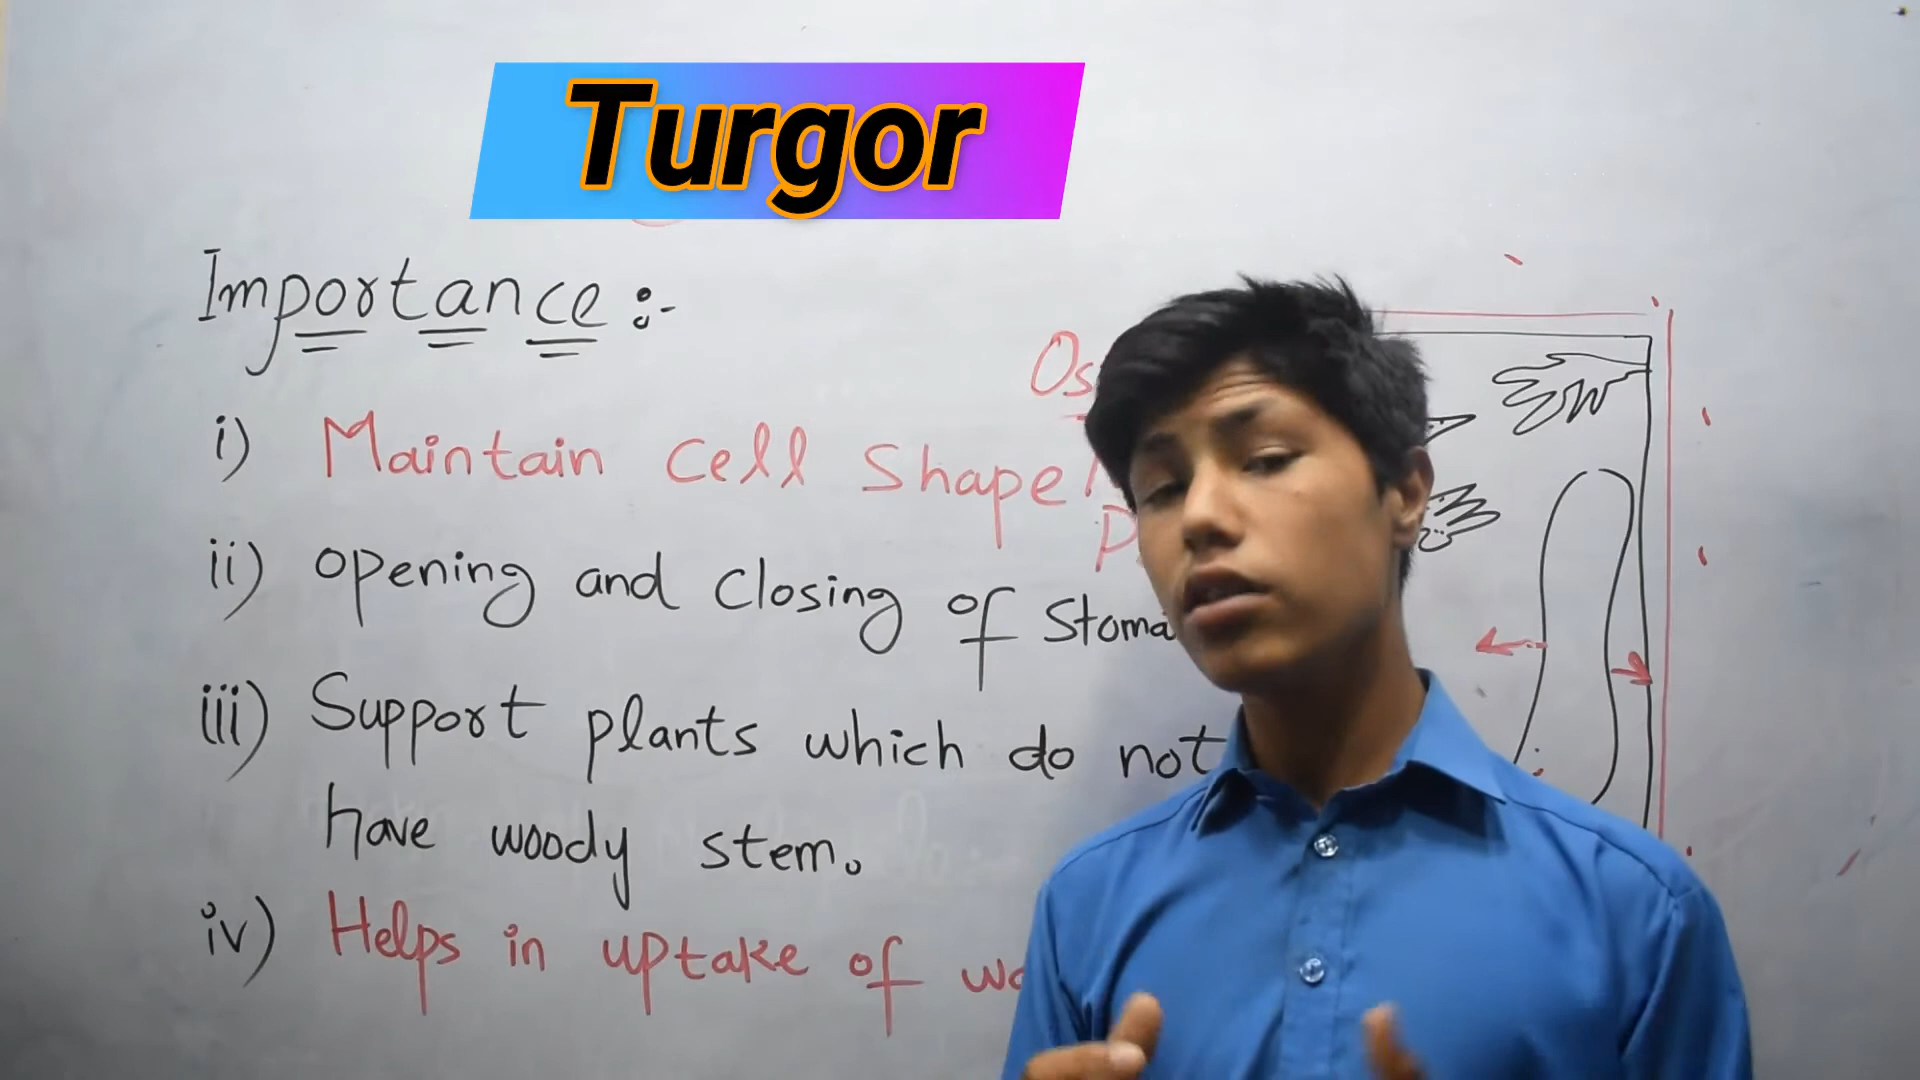 Turgor
Importance :-
i) Maintain cell shape
ii) opening and closing of
iii) Support plants which do not
have woody stem.
iv) Helps in uptake of